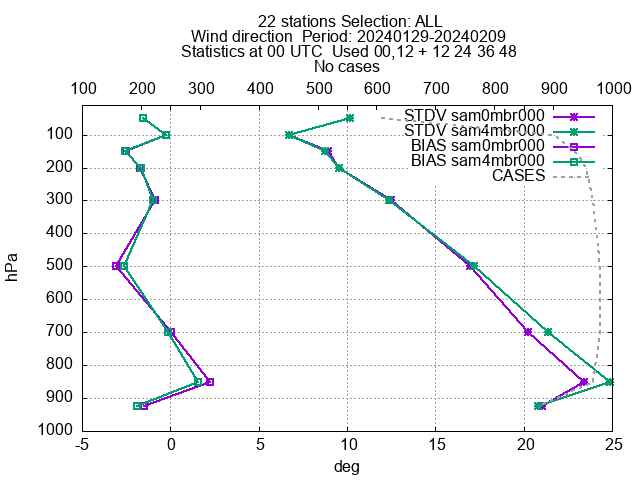 22 stations Selection: ALL
Wind direction  Period: 20240129-20240209
Statistics at 00 UTC  Used 00,12 + 12 24 36 48
No cases
100 200 300 400 500 600 700 800 900 1000
STDV sam0mbr000
STDV sam4mbr000
BIAS sam0mbr000
BIAS sam4mbr000
CASES
100
200
300
400
500
600
700
800
900
1000
hPa
-5 0 5 10 15 20 25
deg